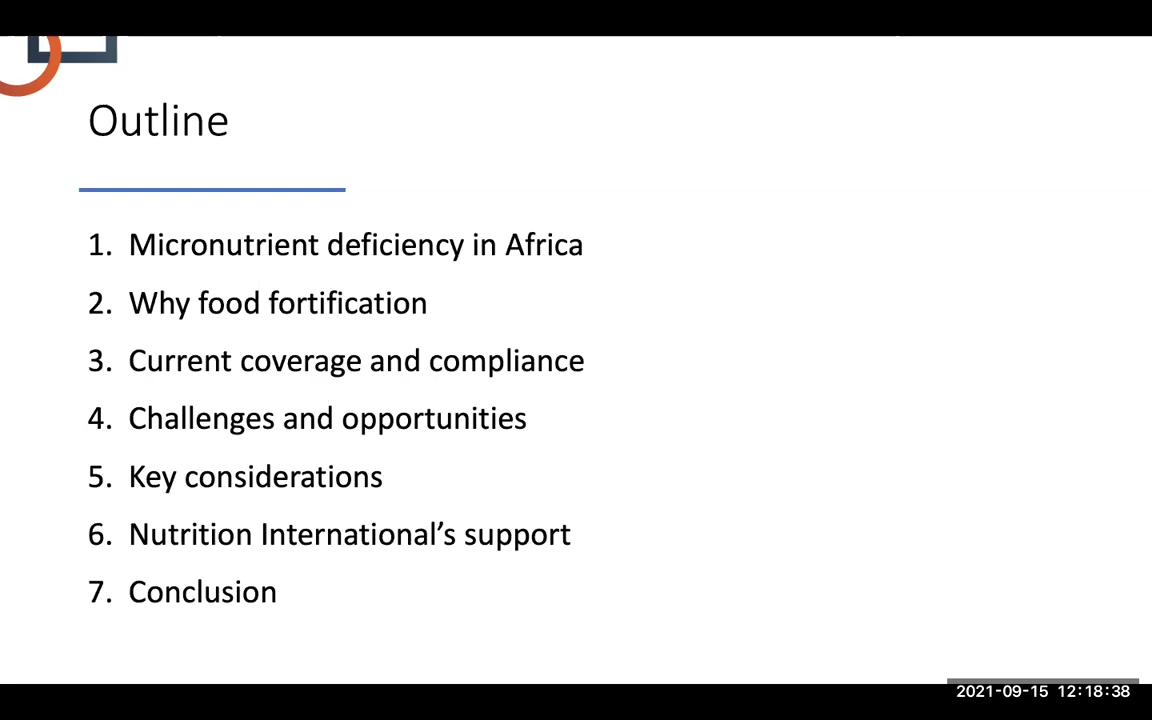 Outline
1. Micronutrient deficiency in Africa
2. Why food fortification
3. Current coverage and compliance
4. Challenges and opportunities
5. Key considerations
6. Nutrition International’s support
7. Conclusion
2021-09-15 12:18:38